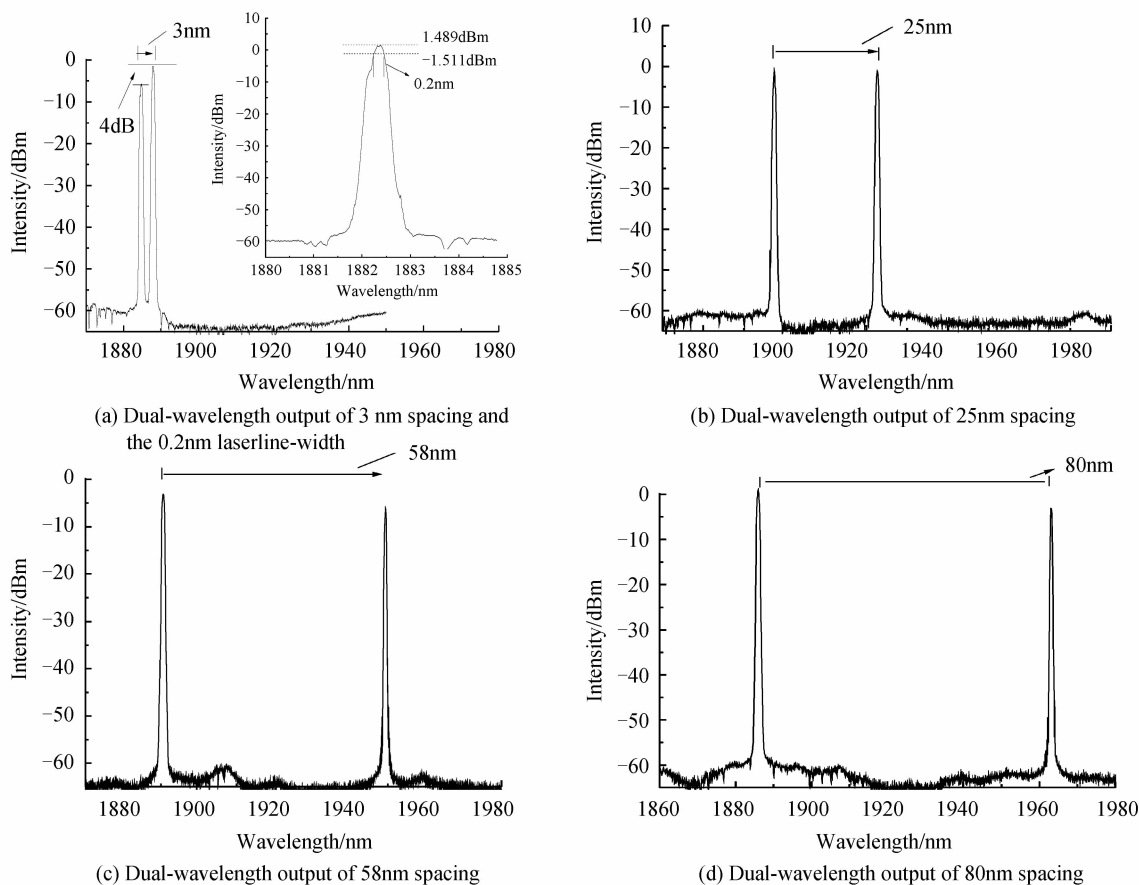 3nm
0
−10
−20
−30
−40
−50
−60
Intensity/dBm
4dB
1880 1900 1920 1940 1960 1980
Wavelength/nm
10
0
−10
−20
−30
−40
−50
−60
Intensity/dBm
1.489dBm
−1.511dBm
0.2nm
1880 1881 1882 1883 1884 1885
Wavelength/nm
(a) Dual-wavelength output of 3 nm spacing and
the 0.2nm laserline-width
25nm
10
0
−10
−20
−30
−40
−50
−60
Intensity/dBm
1880 1900 1920 1940 1960 1980
Wavelength/nm
(b) Dual-wavelength output of 25nm spacing
58nm
0
−10
−20
−30
−40
−50
−60
Intensity/dBm
1880 1900 1920 1940 1960 1980
Wavelength/nm
(c) Dual-wavelength output of 58nm spacing
80nm
0
−10
−20
−30
−40
−50
−60
Intensity/dBm
1860 1880 1900 1920 1940 1960 1980
Wavelength/nm
(d) Dual-wavelength output of 80nm spacing